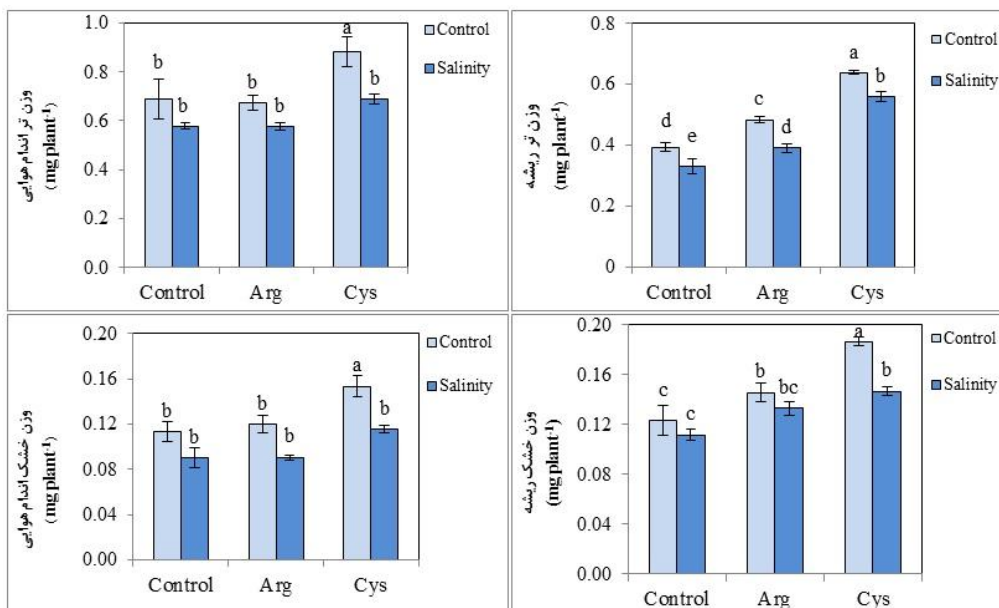 وزن تر اندام هوایی
(mg plant-1)
1.0
0.8
0.6
0.4
0.2
0.0
b
b
b
b
a
b
Control
Arg
Cys
Control
Salinity
وزن تر ریشه
(mg plant-1)
0.8
0.6
0.4
0.2
0
d
e
c
d
a
b
Control
Arg
Cys
Control
Salinity
وزن خشک اندام هوایی
(mg plant-1)
0.20
0.16
0.12
0.08
0.04
0.00
b
b
b
b
a
b
Control
Arg
Cys
Control
Salinity
وزن خشک ریشه
(mg plant-1)
0.20
0.16
0.12
0.08
0.04
0.00
c
c
b
bc
a
b
Control
Arg
Cys
Control
Salinity